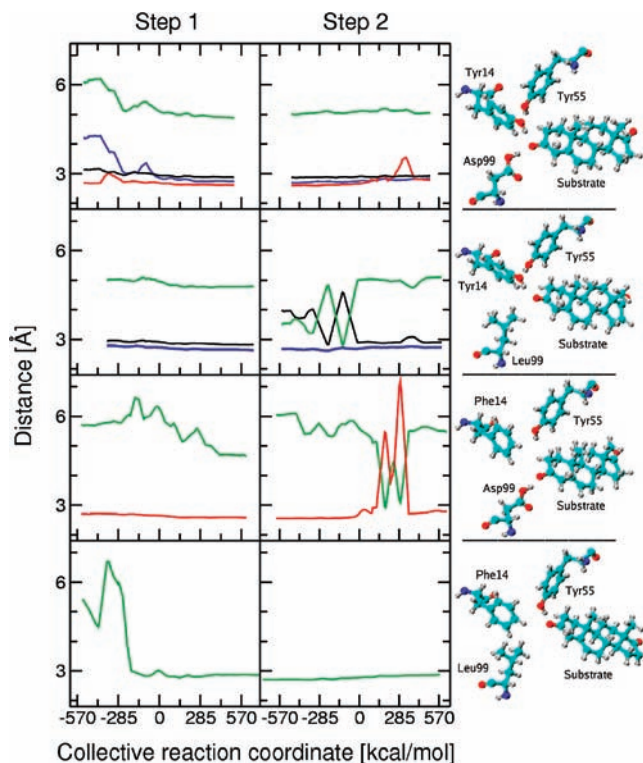 Step 1 Step 2
Distance [Å]
6
3
Tyr14
Tyr55
Asp99
Substrate
6
3
Tyr14
Tyr55
Leu99
Substrate
6
3
Phe14
Tyr55
Asp99
Substrate
6
3
Phe14
Tyr55
Leu99
Substrate
-570 -285 0 285 570 -570 -285 0 285 570
Collective reaction coordinate [kcal/mol]